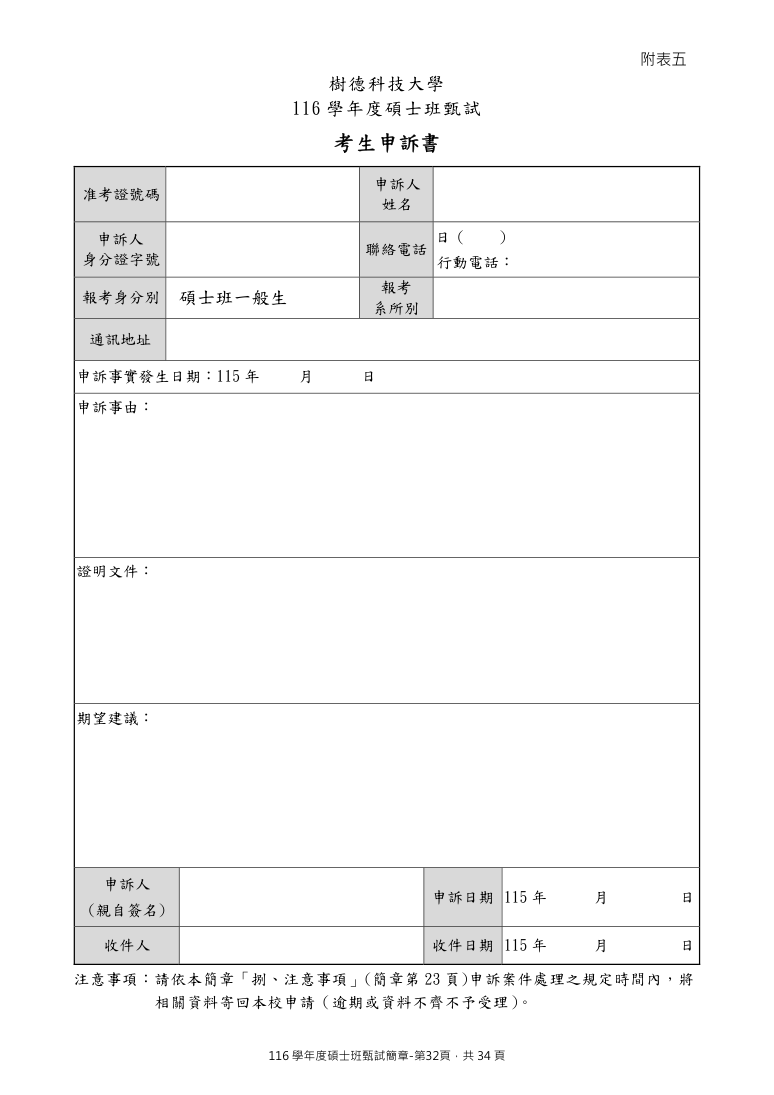 附表五
樹德科技大學
116 學年度碩士班甄試
考生申訴書
准考證號碼
申訴人
姓名
申訴人
身分證字號
聯絡電話
日（　　）
行動電話：
報考身分別
碩士班一般生
報考
系所別
通訊地址
申訴事實發生日期：115 年　　月　　日
申訴事由：
證明文件：
期望建議：
申訴人
（親自簽名）
申訴日期
115 年　　月　　日
收件人
收件日期
115 年　　月　　日
注意事項：請依本簡章「捌、注意事項」(簡章第 23 頁)申訴案件處理之規定時間內，將
相關資料寄回本校申請（逾期或資料不齊不予受理）。
116 學年度碩士班甄試簡章-第32頁，共 34 頁